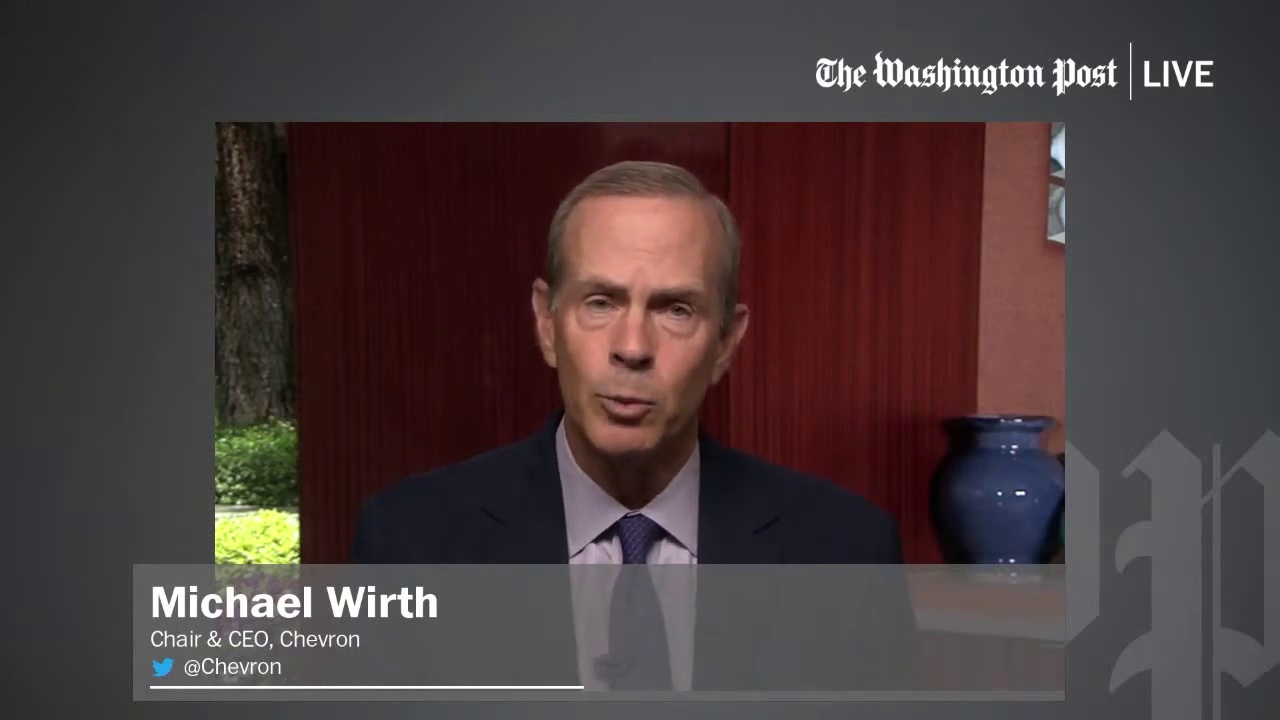 The Washington Post LIVE
Michael Wirth
Chair & CEO, Chevron
@Chevron